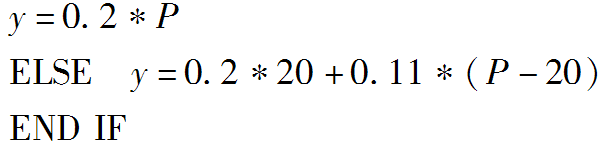 y=0.2*P
ELSE y=0.2*20+0.11*(P-20)
END IF